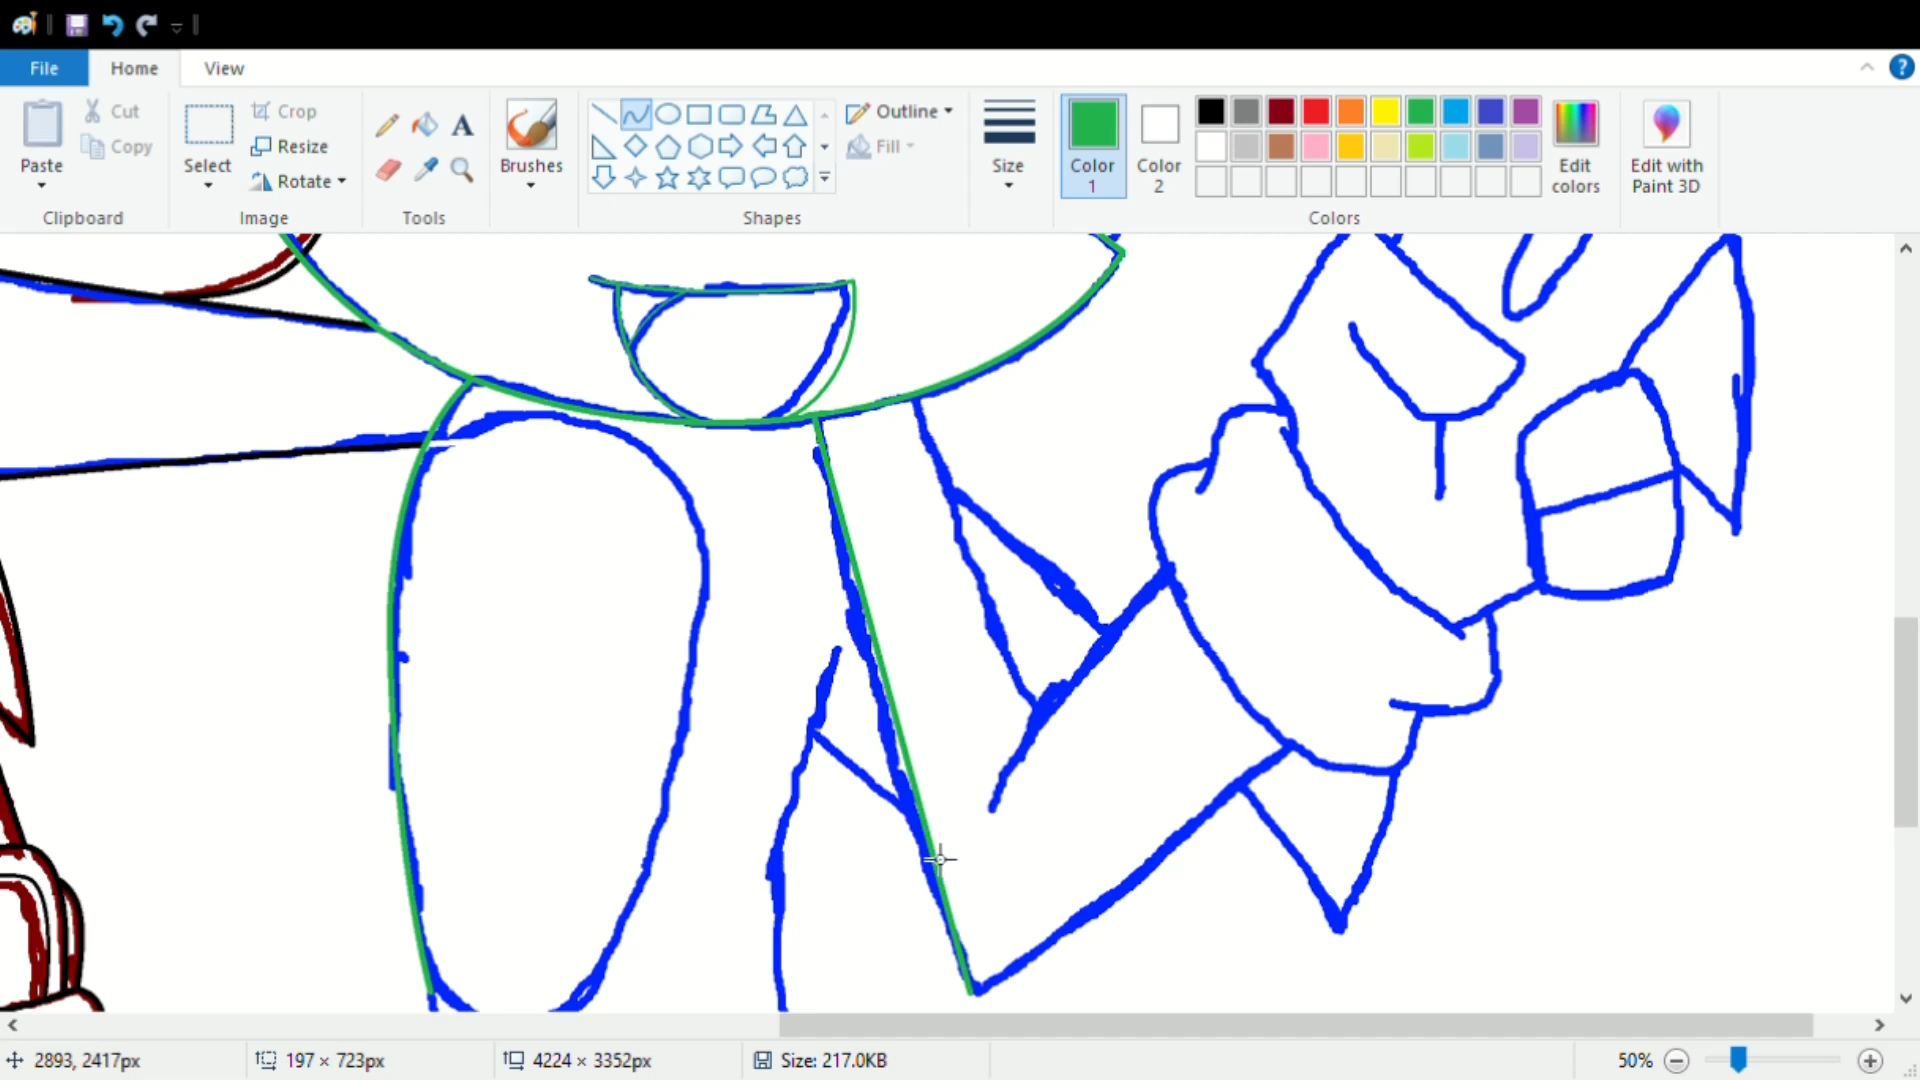 File Home View
Paste
Cut
Copy
Clipboard
Select
Crop
Resize
Rotate
Image
A
Tools
Brushes
Shapes
Outline
Fill
Size
Color
1
Color
2
Edit
colors
Colors
Edit with
Paint 3D
?
2893, 2417px
197 × 723px
4224 × 3352px
Size: 217.0KB
50%